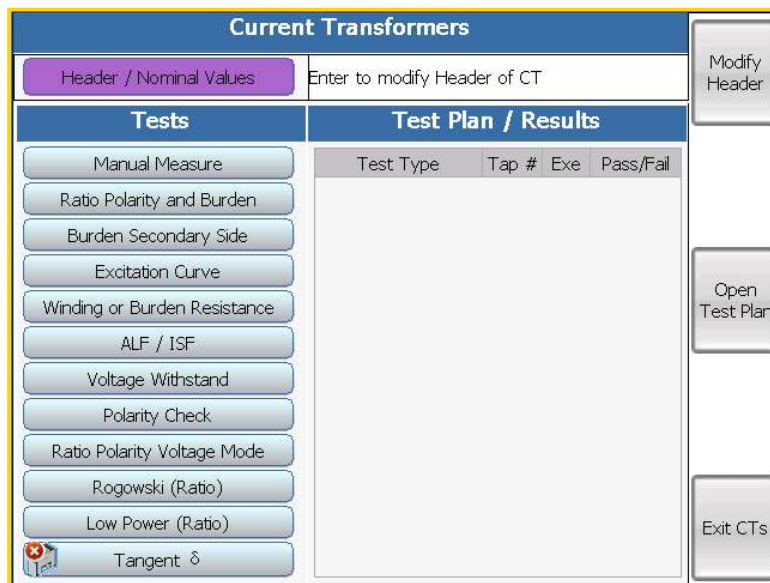 Current Transformers
Header / Nominal Values
Enter to modify Header of CT
Tests
Test Plan / Results
Manual Measure
Ratio Polarity and Burden
Burden Secondary Side
Excitation Curve
Winding or Burden Resistance
ALF / ISF
Voltage Withstand
Polarity Check
Ratio Polarity Voltage Mode
Rogowski (Ratio)
Low Power (Ratio)
Tangent δ
Test Type Tap # Exe Pass/Fail
Modify
Header
Open
Test Plan
Exit CTs